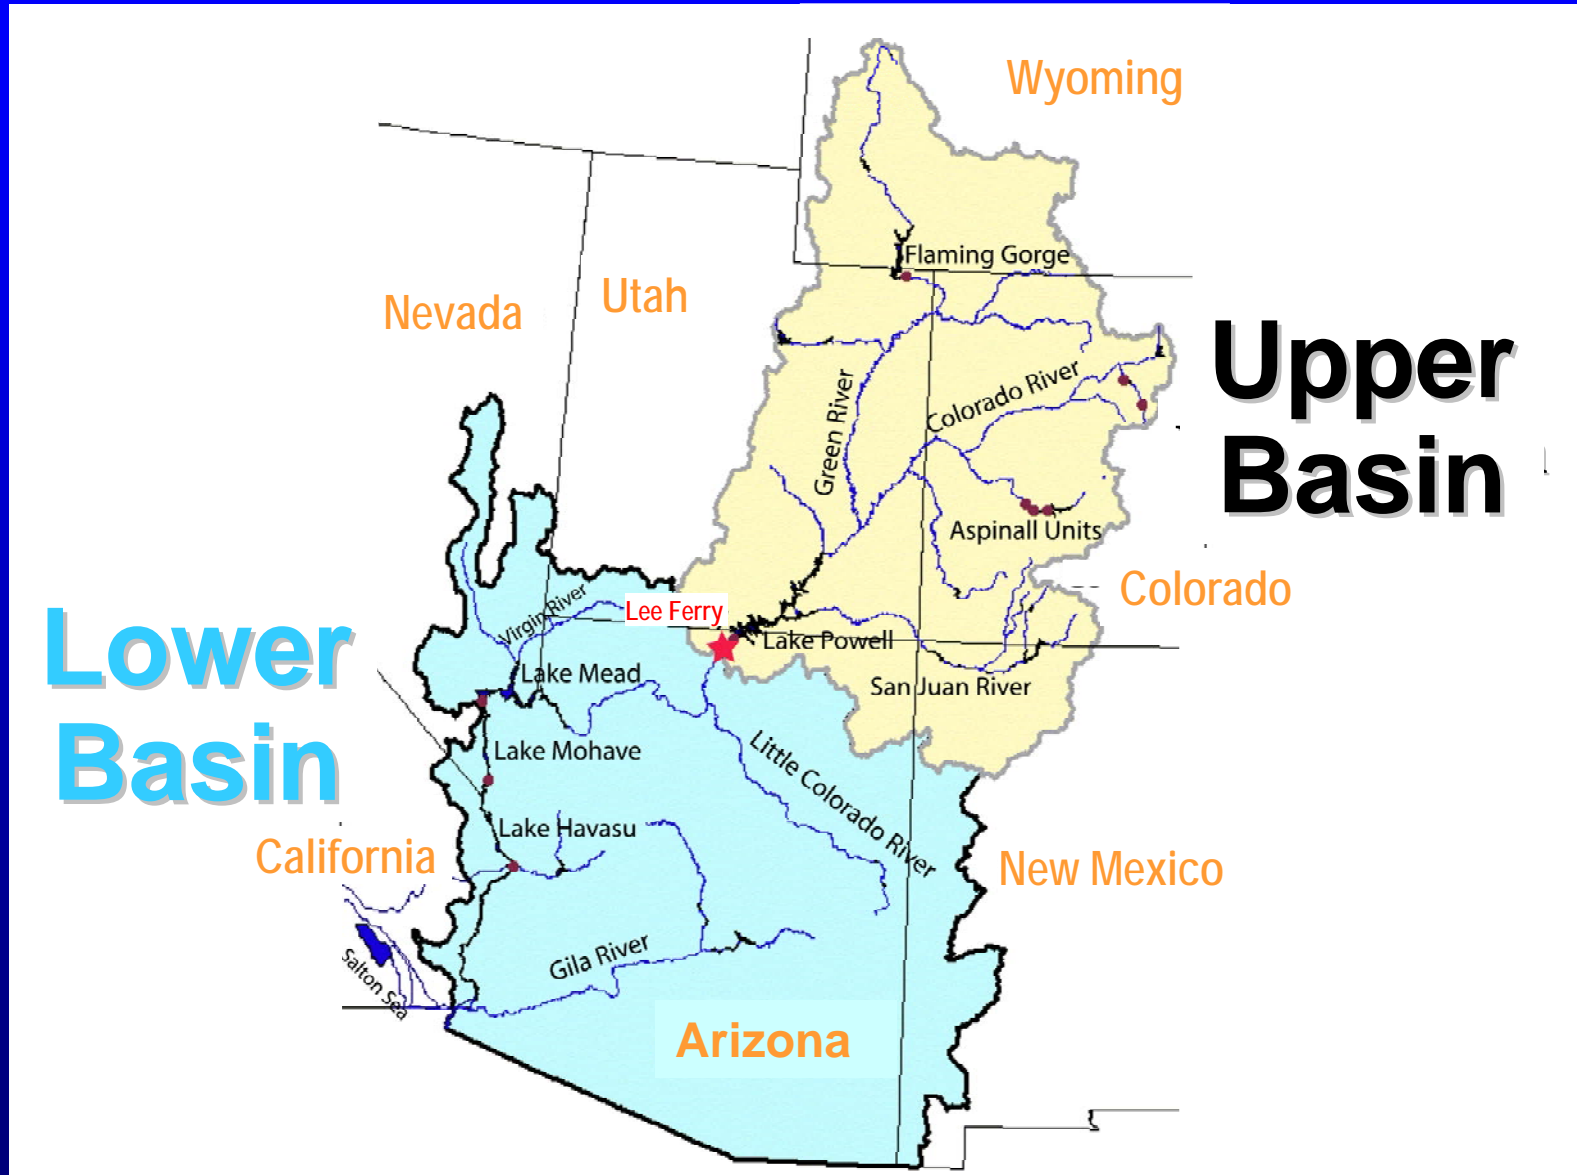 Wyoming
Flaming Gorge
Utah
Nevada
Upper
Basin
Colorado River
Green River
Aspinall Units
Colorado
Virgin River
Lee Ferry
Lower
Basin
Lake Powell
Lake Mead
San Juan River
Lake Mohave
Little Colorado River
Lake Havasu
California
New Mexico
Gila River
Salton Sea
Arizona